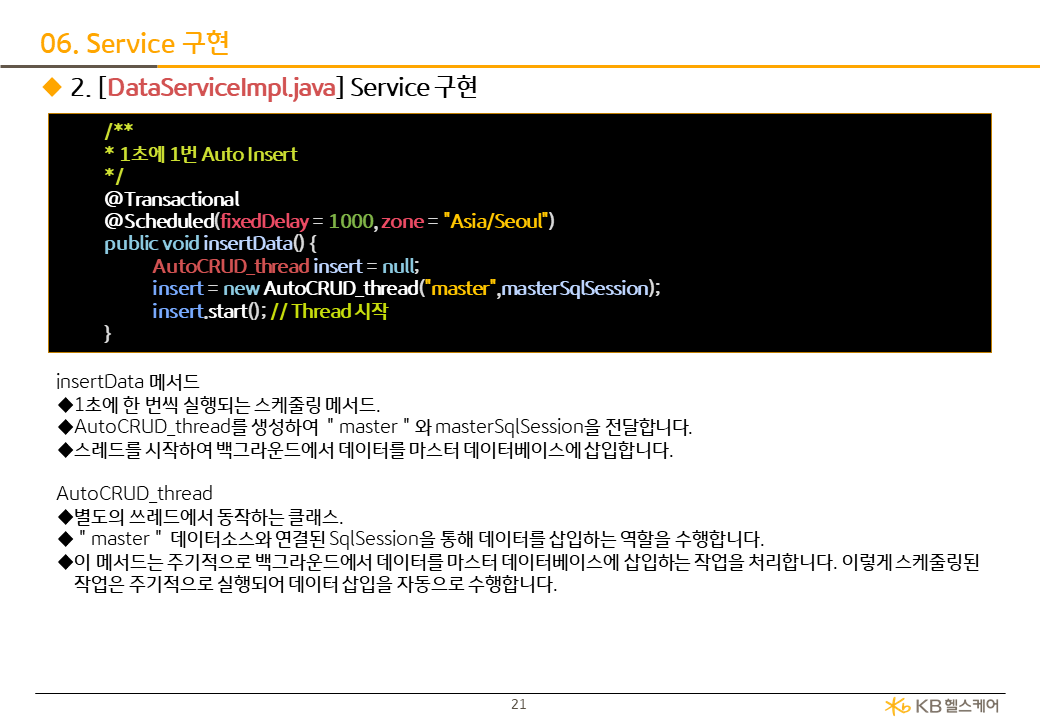 06. Service 구현
◆ 2. [DataServiceImpl.java] Service 구현
/**
* 1초에 1번 Auto Insert
*/
@Transactional
@Scheduled(fixedDelay = 1000, zone = "Asia/Seoul")
public void insertData() {
AutoCRUD_thread insert = null;
insert = new AutoCRUD_thread("master",masterSqlSession);
insert.start(); // Thread 시작
}
insertData 메서드
◆1초에 한 번씩 실행되는 스케줄링 메서드.
◆AutoCRUD_thread를 생성하여 "master"와 masterSqlSession을 전달합니다.
◆스레드를 시작하여 백그라운드에서 데이터를 마스터 데이터베이스에 삽입합니다.
AutoCRUD_thread
◆별도의 쓰레드에서 동작하는 클래스.
◆"master" 데이터소스와 연결된 SqlSession을 통해 데이터를 삽입하는 역할을 수행합니다.
◆이 메서드는 주기적으로 백그라운드에서 데이터를 마스터 데이터베이스에 삽입하는 작업을 처리합니다. 이렇게 스케줄링된
작업은 주기적으로 실행되어 데이터 삽입을 자동으로 수행합니다.
21
KB헬스케어